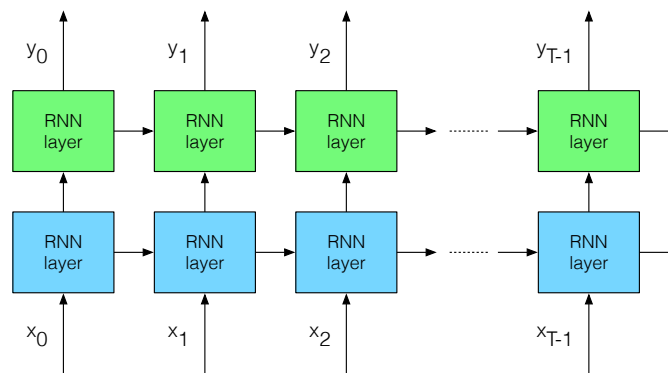 y0 y1 y2 yT-1
RNN RNN RNN RNN
layer layer layer layer
RNN RNN RNN RNN
layer layer layer layer
x0 x1 x2 xT-1